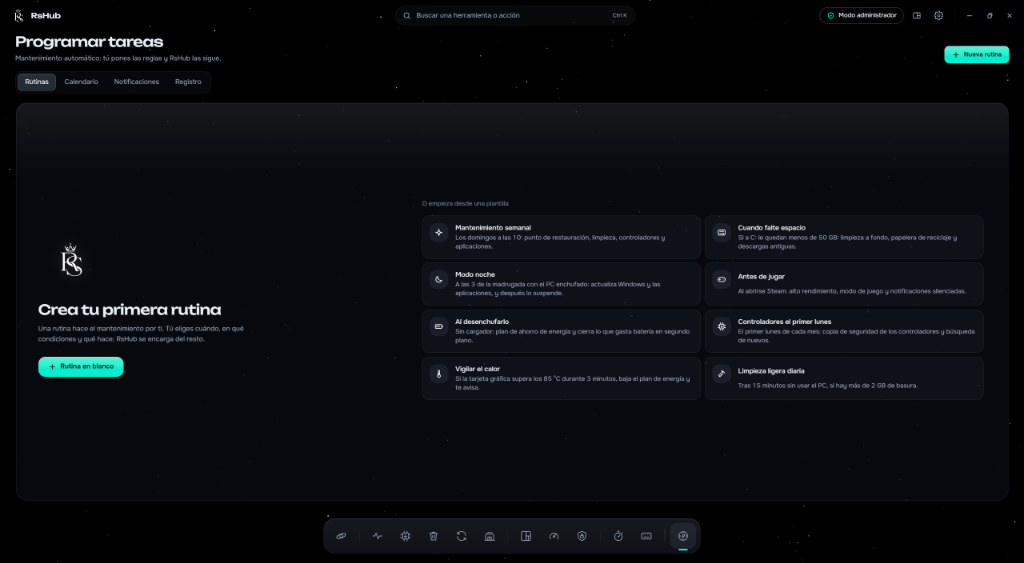 RS RsHub
Buscar una herramienta o acción
Ctrl K
Modo administrador
Programar tareas
Mantenimiento automático: tú pones las reglas y RsHub las sigue.
+ Nueva rutina
Rutinas
Calendario
Notificaciones
Registro
RS
Crea tu primera rutina
Una rutina hace el mantenimiento por ti. Tú eliges cuándo, en qué
condiciones y qué hace; RsHub se encarga del resto.
+ Rutina en blanco
O empieza desde una plantilla
Mantenimiento semanal
Los domingos a las 10: punto de restauración, limpieza, controladores y
aplicaciones.
Cuando falte espacio
Si a C: le quedan menos de 50 GB: limpieza a fondo, papelera de reciclaje y
descargas antiguas.
Modo noche
A las 3 de la madrugada con el PC enchufado: actualiza Windows y las
aplicaciones, y después lo suspende.
Antes de jugar
Al abrirse Steam: alto rendimiento, modo de juego y notificaciones silenciadas.
Al desenchufarlo
Sin cargador: plan de ahorro de energía y cierra lo que gasta batería en segundo
plano.
Controladores el primer lunes
El primer lunes de cada mes: copia de seguridad de los controladores y búsqueda
de nuevos.
Vigilar el calor
Si la tarjeta gráfica supera los 85 °C durante 3 minutos, baja el plan de energía y
te avisa.
Limpieza ligera diaria
Tras 15 minutos sin usar el PC, si hay más de 2 GB de basura.